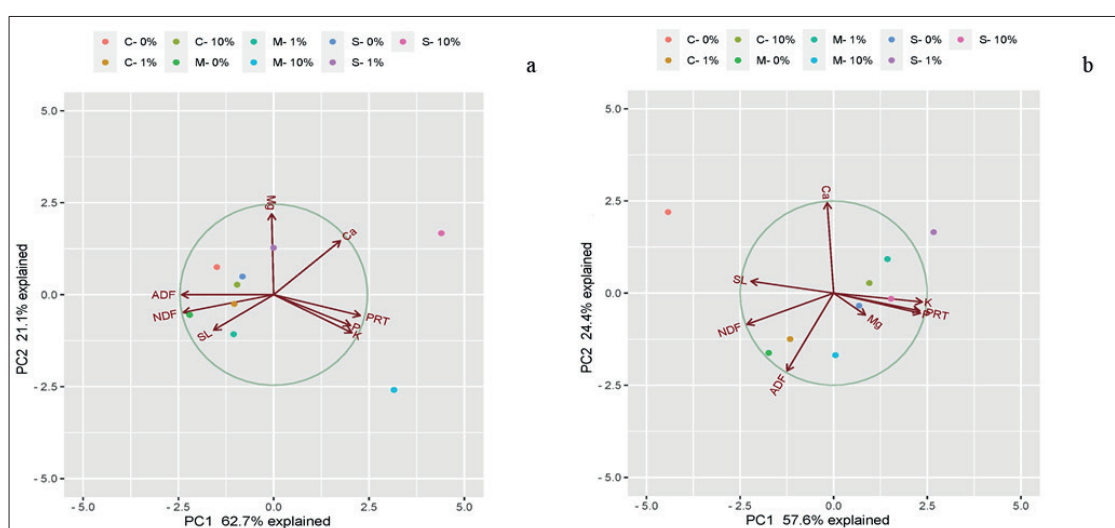 C- 0% C- 10% M- 1% S- 0% S- 10%
C- 1% M- 0% M- 10% S- 1%
a
5.0
2.5
0.0
- 2.5
- 5.0
PC2 21.1% explained
Mg
Ca
ADF
NDF
SL
PRT
P
K
- 5.0 - 2.5 0.0 2.5 5.0
PC1 62.7% explained
C- 0% C- 10% M- 1% S- 0% S- 10%
C- 1% M- 0% M- 10% S- 1%
b
5.0
2.5
0.0
- 2.5
- 5.0
PC2 24.4% explained
Ca
SL
NDF
ADF
Mg
K
PRT
P
- 5.0 - 2.5 0.0 2.5 5.0
PC1 57.6% explained